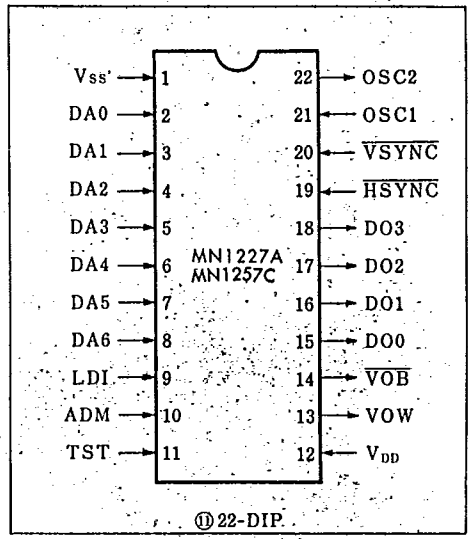 Vss 1 22 OSC2
DA0 2 21 OSC1
DA1 3 20 VSYNC
DA2 4 19 HSYNC
DA3 5 18 DO3
DA4 6 MN1227A 17 DO2
MN1257C
DA5 7 16 DO1
DA6 8 15 DO0
LDI 9 14 VOB
ADM 10 13 VOW
TST 11 12 VDD
⑪ 22-DIP